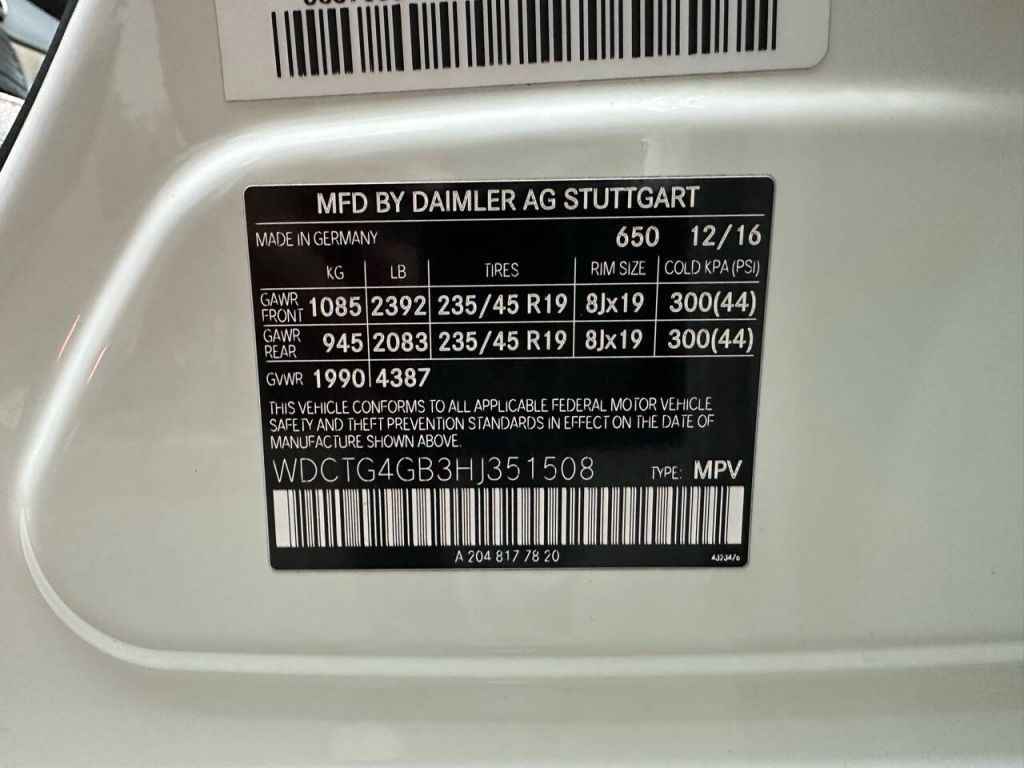 MFD BY DAIMLER AG STUTTGART
MADE IN GERMANY 650 12/16
KG LB TIRES RIM SIZE COLD KPA (PSI)
GAWR FRONT 1085 2392 235/45 R19 8Jx19 300(44)
GAWR REAR 945 2083 235/45 R19 8Jx19 300(44)
GVWR 1990 4387
THIS VEHICLE CONFORMS TO ALL APPLICABLE FEDERAL MOTOR VEHICLE
SAFETY AND THEFT PREVENTION STANDARDS IN EFFECT ON THE DATE OF
MANUFACTURE SHOWN ABOVE.
WDCTG4GB3HJ351508 TYPE: MPV
A 204 817 78 20